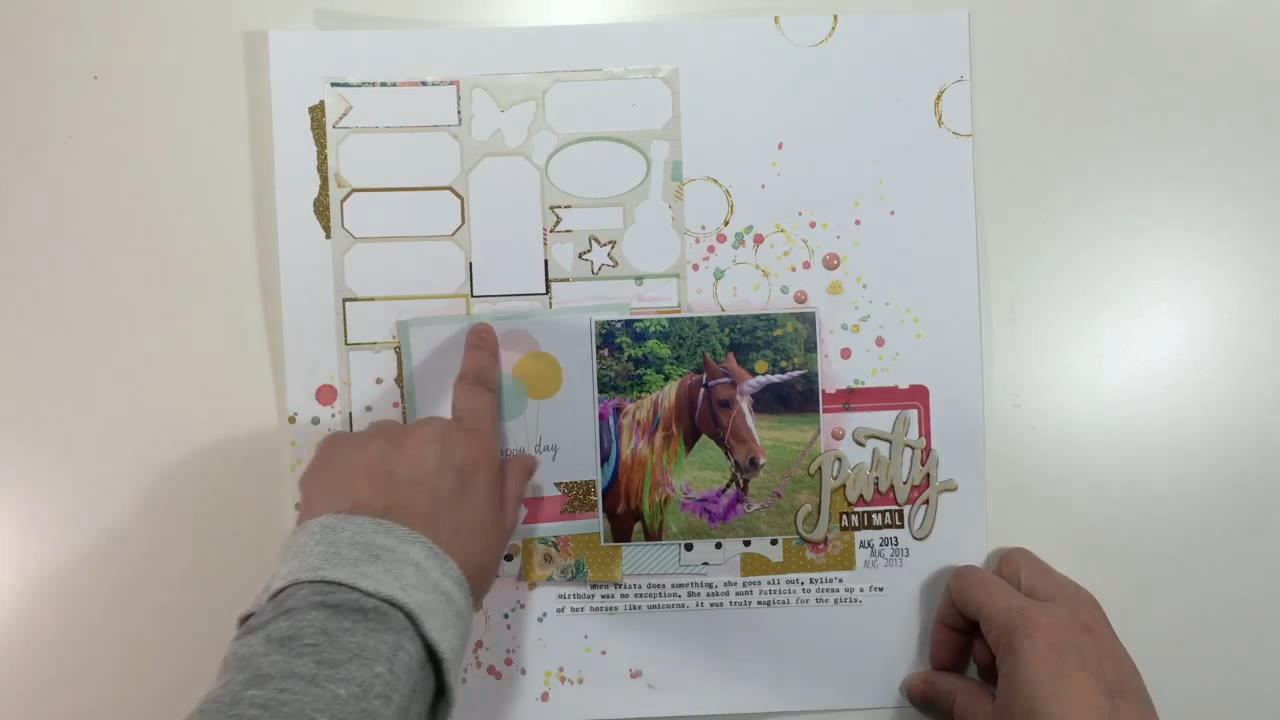 day
party
ANIMAL
AUG 2013
AUG 2013
AUG 2013
When Trista does something, she goes all out, Kylie's
birthday was no exception. She asked aunt Patricia to dress up a few
of her horses like unicorns. It was truly magical for the girls.